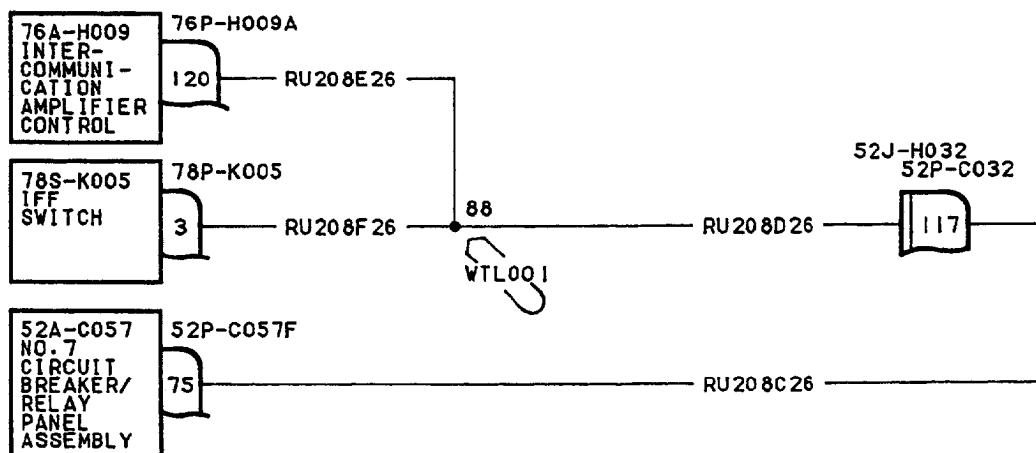 76A-H009
INTER-
COMMUNI-
CATION
AMPLIFIER
CONTROL
76P-H009A
120
RU208E26
78S-K005
IFF
SWITCH
78P-K005
3
RU208F26
88
WTL001
RU208D26
52J-H032
52P-C032
117
52A-C057
NO.7
CIRCUIT
BREAKER/
RELAY
PANEL
ASSEMBLY
52P-C057F
75
RU208C26